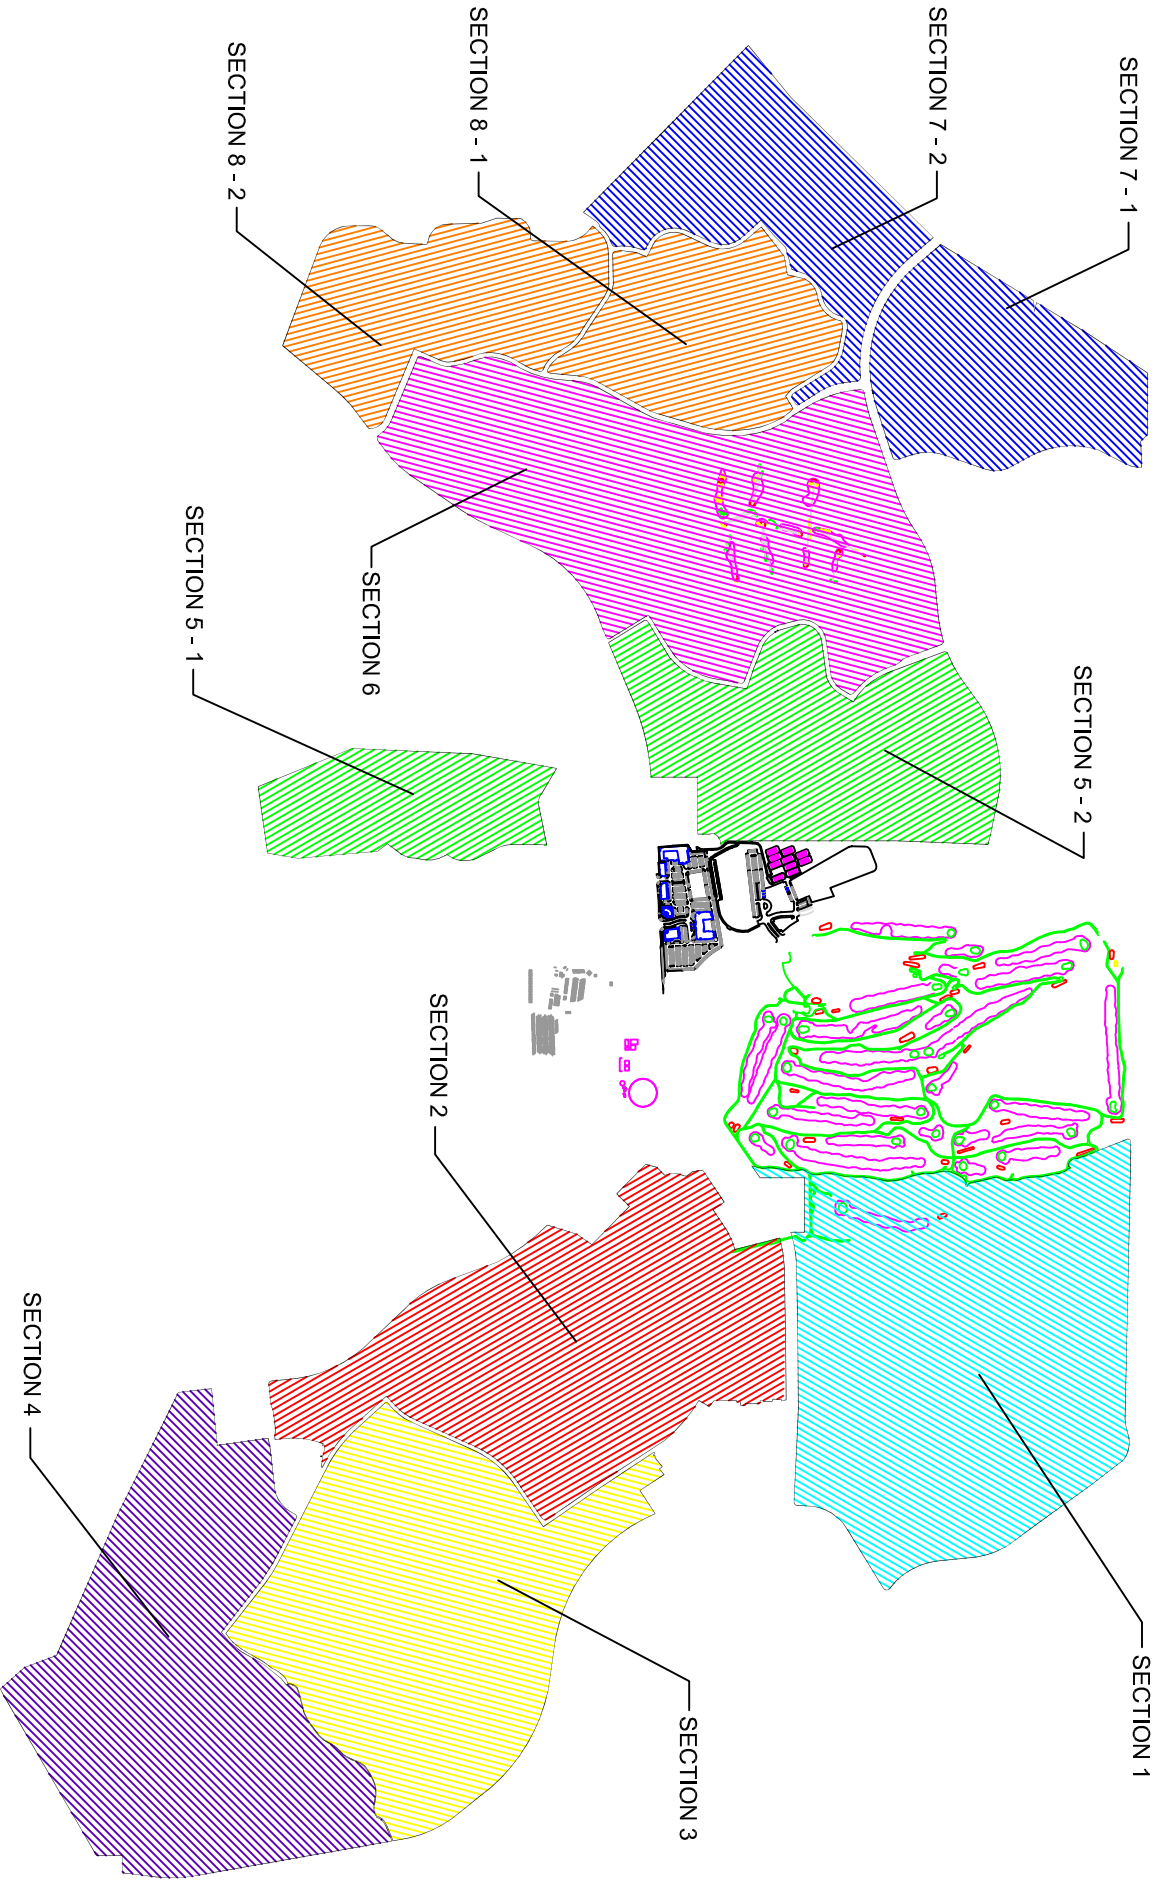 SECTION 7 - 1
SECTION 7 - 2
SECTION 8 - 1
SECTION 8 - 2
SECTION 6
SECTION 5 - 1
SECTION 5 - 2
SECTION 2
SECTION 4
SECTION 3
SECTION 1